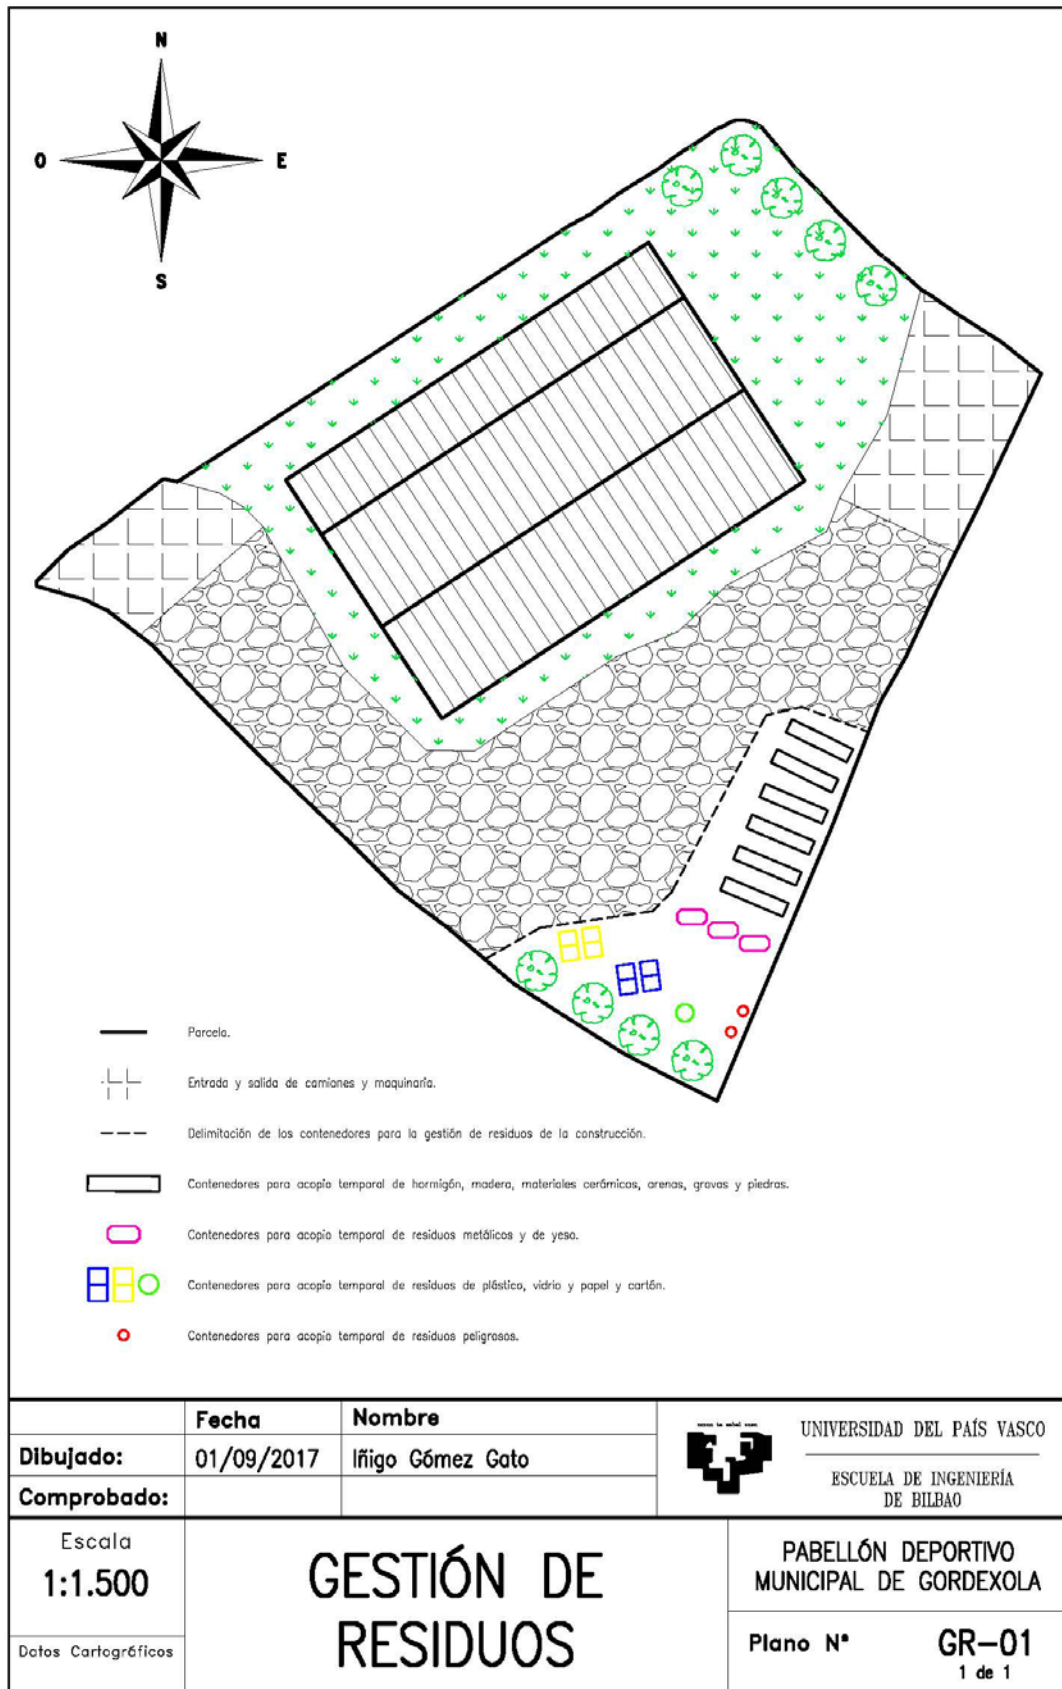 N
O
E
S
Parcela.
Entrada y salida de camiones y maquinaria.
Delimitación de los contenedores para la gestión de residuos de la construcción.
Contenedores para acopio temporal de hormigón, madera, materiales cerámicos, arenas, gravas y piedras.
Contenedores para acopio temporal de residuos metálicos y de yeso.
Contenedores para acopio temporal de residuos de plástico, vidrio y papel y cartón.
Contenedores para acopio temporal de residuos peligrosos.
Fecha
Nombre
Dibujado:
01/09/2017
Iñigo Gómez Gato
Comprobado:
UNIVERSIDAD DEL PAÍS VASCO
ESCUELA DE INGENIERÍA
DE BILBAO
Escala
1:1.500
Datos Cartográficos
GESTIÓN DE
RESIDUOS
PABELLÓN DEPORTIVO
MUNICIPAL DE GORDEXOLA
Plano Nº
GR-01
1 de 1